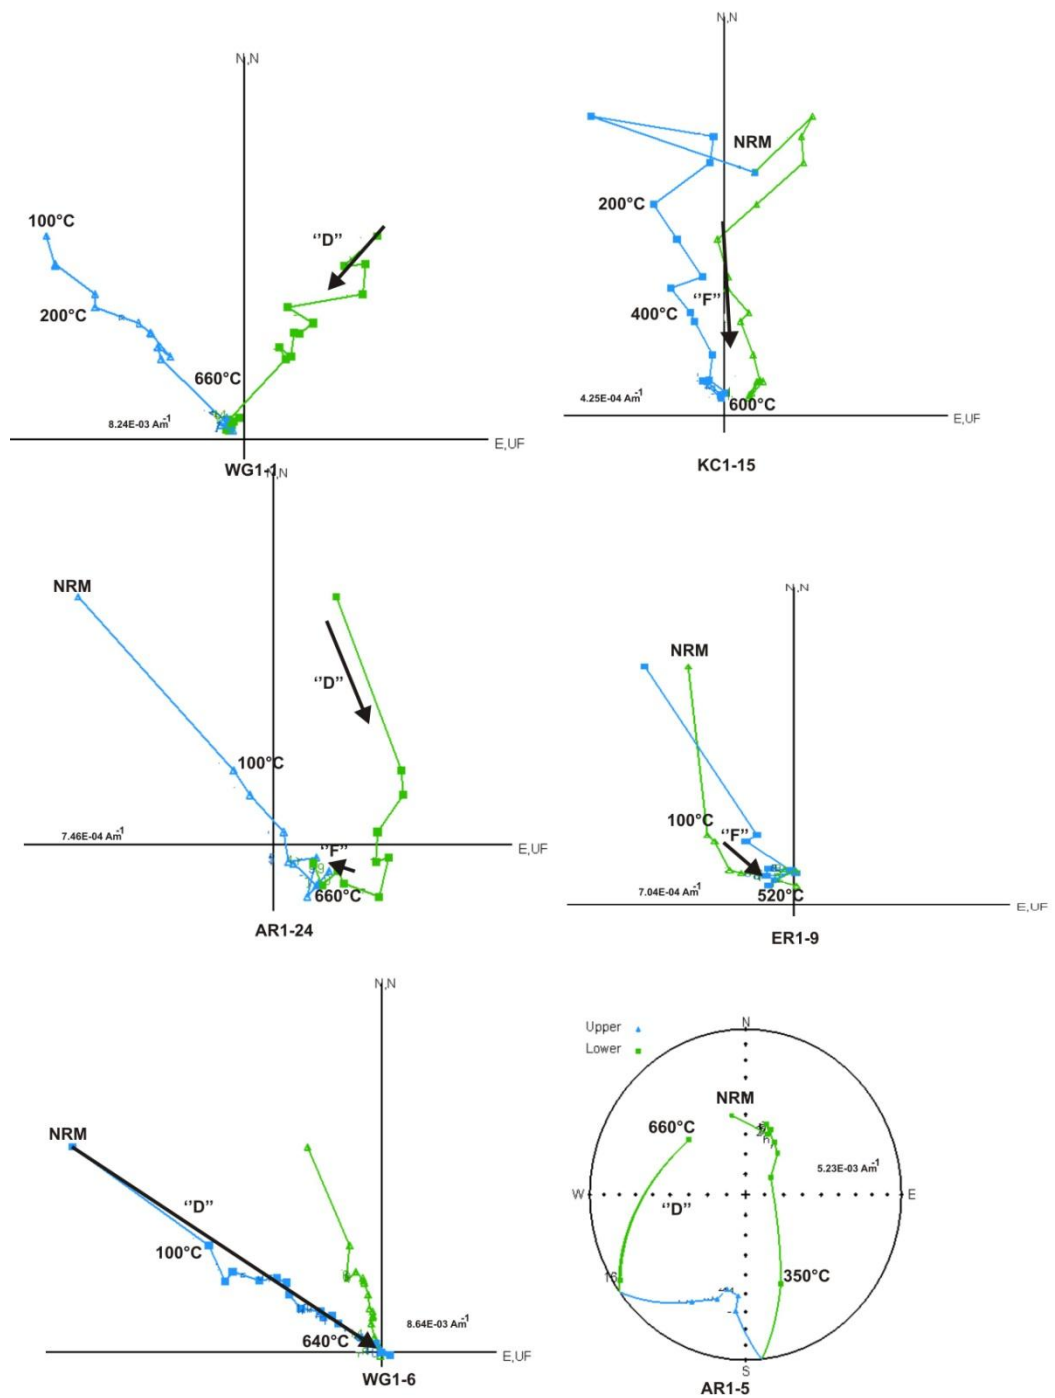 N,N
100°C
200°C
"D"
660°C
8.24E-03 Am⁻¹
E,UF
WG1-1
N,N
NRM
200°C
"F"
400°C
4.25E-04 Am⁻¹
600°C
KC1-15
N,N
NRM
"D"
100°C
7.46E-04 Am⁻¹
E,UF
"F"
660°C
AR1-24
N,N
NRM
100°C
"F"
7.04E-04 Am⁻¹
520°C
E,UF
ER1-9
N,N
NRM
"D"
100°C
8.64E-03 Am⁻¹
640°C
E,UF
WG1-6
Upper
Lower
N
NRM
660°C
5.23E-03 Am⁻¹
W
E
"D"
350°C
S
AR1-5